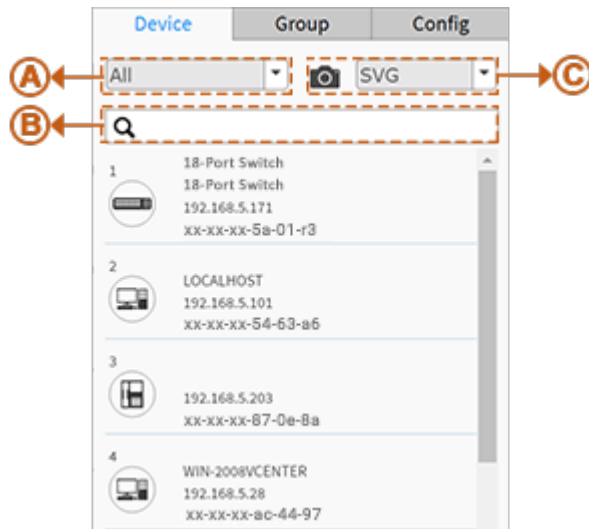 Device Group Config
A All SVG C
B
1
18-Port Switch
18-Port Switch
192.168.5.171
xx-xx-xx-5a-01-r3
2
LOCALHOST
192.168.5.101
xx-xx-xx-54-63-a6
3
192.168.5.203
xx-xx-xx-87-0e-8a
4
WIN-2008VCENTER
192.168.5.28
xx-xx-xx-ac-44-97